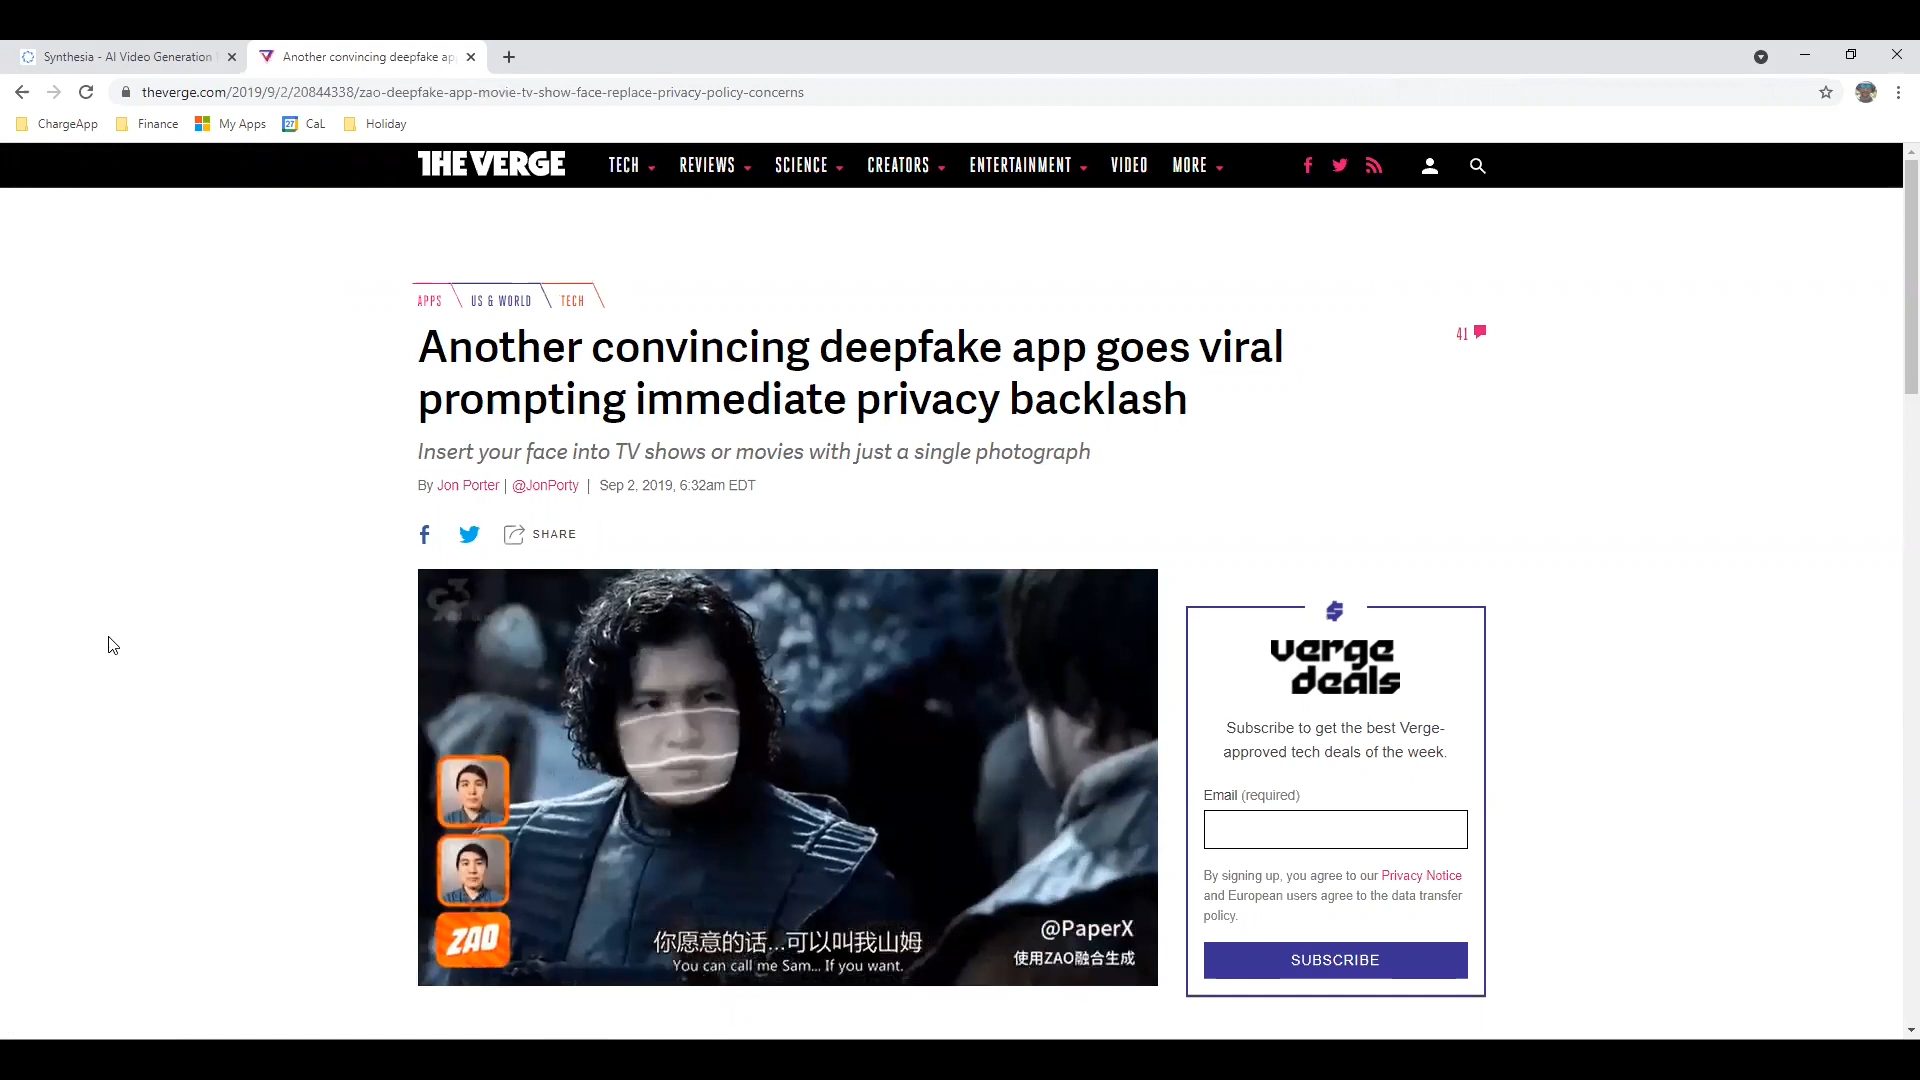 Synthesia - AI Video Generation
Another convincing deepfake ap
theverge.com/2019/9/2/20844338/zao-deepfake-app-movie-tv-show-face-replace-privacy-policy-concerns
ChargeApp Finance My Apps 27 CaL Holiday
THE VERGE TECH REVIEWS SCIENCE CREATORS ENTERTAINMENT VIDEO MORE
APPS US & WORLD TECH
Another convincing deepfake app goes viral
41
prompting immediate privacy backlash
Insert your face into TV shows or movies with just a single photograph
By Jon Porter | @JonPorty | Sep 2, 2019, 6:32am EDT
SHARE
ZAO
你愿意的话...可以叫我山姆
You can call me Sam... If you want.
@PaperX
使用ZAO融合生成
verge
deals
Subscribe to get the best Verge-
approved tech deals of the week.
Email (required)
By signing up, you agree to our Privacy Notice
and European users agree to the data transfer
policy.
SUBSCRIBE